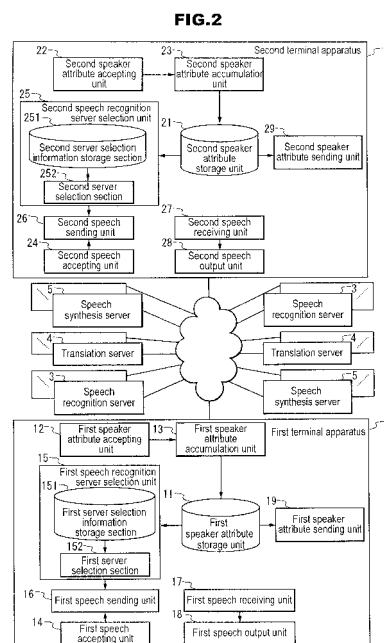 FIG.2
Second terminal apparatus
22
Second speaker
attribute accepting
unit
23
Second speaker
attribute accumulation
unit
25
Second speech recognition
server selection unit
251
Second server selection
information storage section
252
Second server
selection section
21
Second speaker
attribute
storage unit
29
Second speaker
attribute sending unit
26
Second speech
sending unit
24
Second speech
accepting unit
27
Second speech
receiving unit
28
Second speech
output unit
5
Speech
synthesis server
3
Speech
recognition server
4
Translation server
4
Translation server
3
Speech
recognition server
5
Speech
synthesis server
First terminal apparatus
12
First speaker
attribute accepting
unit
13
First speaker
attribute
accumulation unit
15
First speech recognition
server selection unit
151
First server selection
information
storage section
152
First server
selection section
11
First
speaker attribute
storage unit
19
First speaker
attribute sending unit
16
First speech sending unit
14
First speech
accepting unit
17
First speech receiving unit
18
First speech output unit